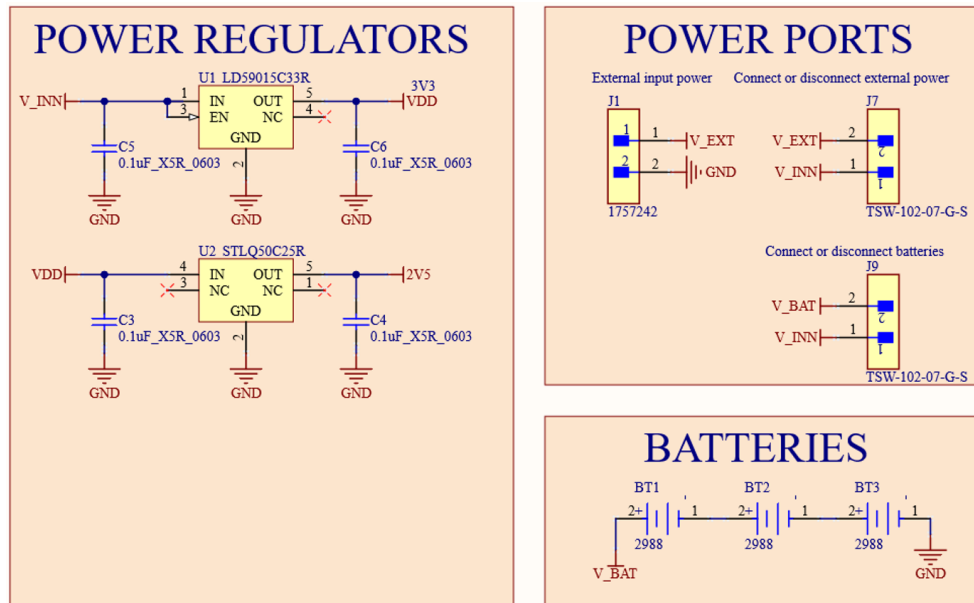 POWER REGULATORS
U1 LD59015C33R
V_INN
1
3
IN
EN
OUT
NC
GND
5
4
2
3V3
VDD
C5
0.1uF_X5R_0603
C6
0.1uF_X5R_0603
GND
GND
GND
U2 STLQ50C25R
VDD
4
3
IN
NC
OUT
NC
GND
5
1
2
2V5
C3
0.1uF_X5R_0603
C4
0.1uF_X5R_0603
GND
GND
GND
POWER PORTS
External input power
J1
1
2
1
2
V_EXT
GND
1757242
Connect or disconnect external power
J7
V_EXT
V_INN
2
1
2
1
TSW-102-07-G-S
Connect or disconnect batteries
J9
V_BAT
V_INN
2
1
2
1
TSW-102-07-G-S
BATTERIES
BT1
BT2
BT3
2+
1
2+
1
2+
1
2988
2988
2988
V_BAT
GND